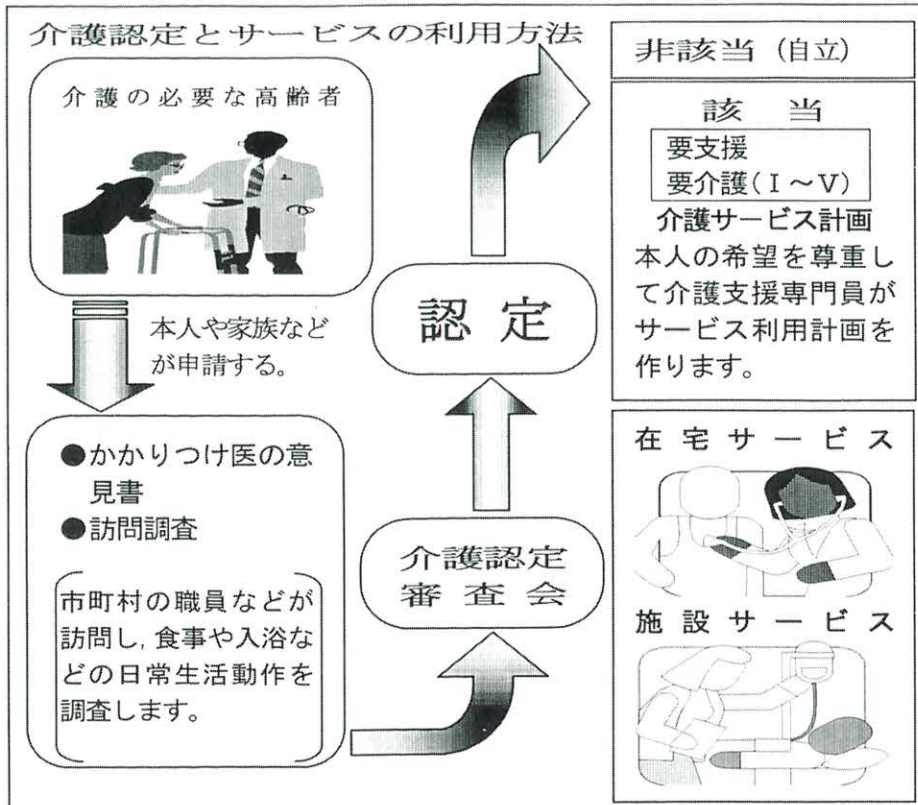 介護認定とサービスの利用方法
介護の必要な高齢者
本人や家族など
が申請する。
●かかりつけ医の意
見書
●訪問調査
市町村の職員などが
訪問し,食事や入浴な
どの日常生活動作を
調査します。
介護認定
審査会
認定
非該当(自立)
該当
要支援
要介護(Ⅰ～Ⅴ)
介護サービス計画
本人の希望を尊重し
て介護支援専門員が
サービス利用計画を
作ります。
在宅サービス
施設サービス